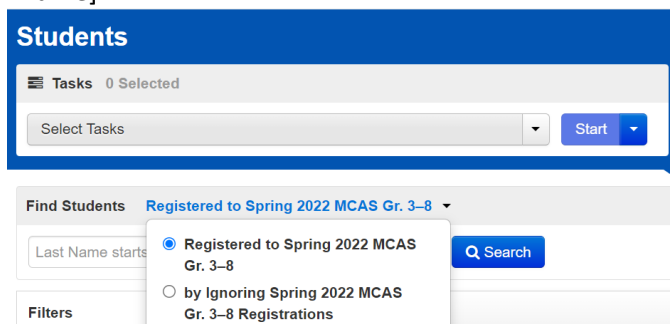 Students
Tasks 0 Selected
Select Tasks
Start
Find Students Registered to Spring 2022 MCAS Gr. 3–8
Last Name starts
Registered to Spring 2022 MCAS
Gr. 3–8
Search
by Ignoring Spring 2022 MCAS
Gr. 3–8 Registrations
Filters